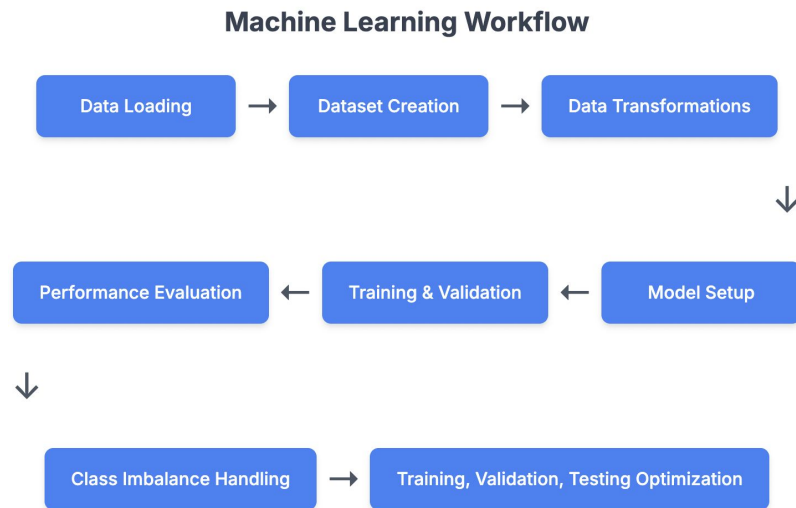 Machine Learning Workflow
Data Loading → Dataset Creation → Data Transformations
↓
Performance Evaluation ← Training & Validation ← Model Setup
↓
Class Imbalance Handling → Training, Validation, Testing Optimization